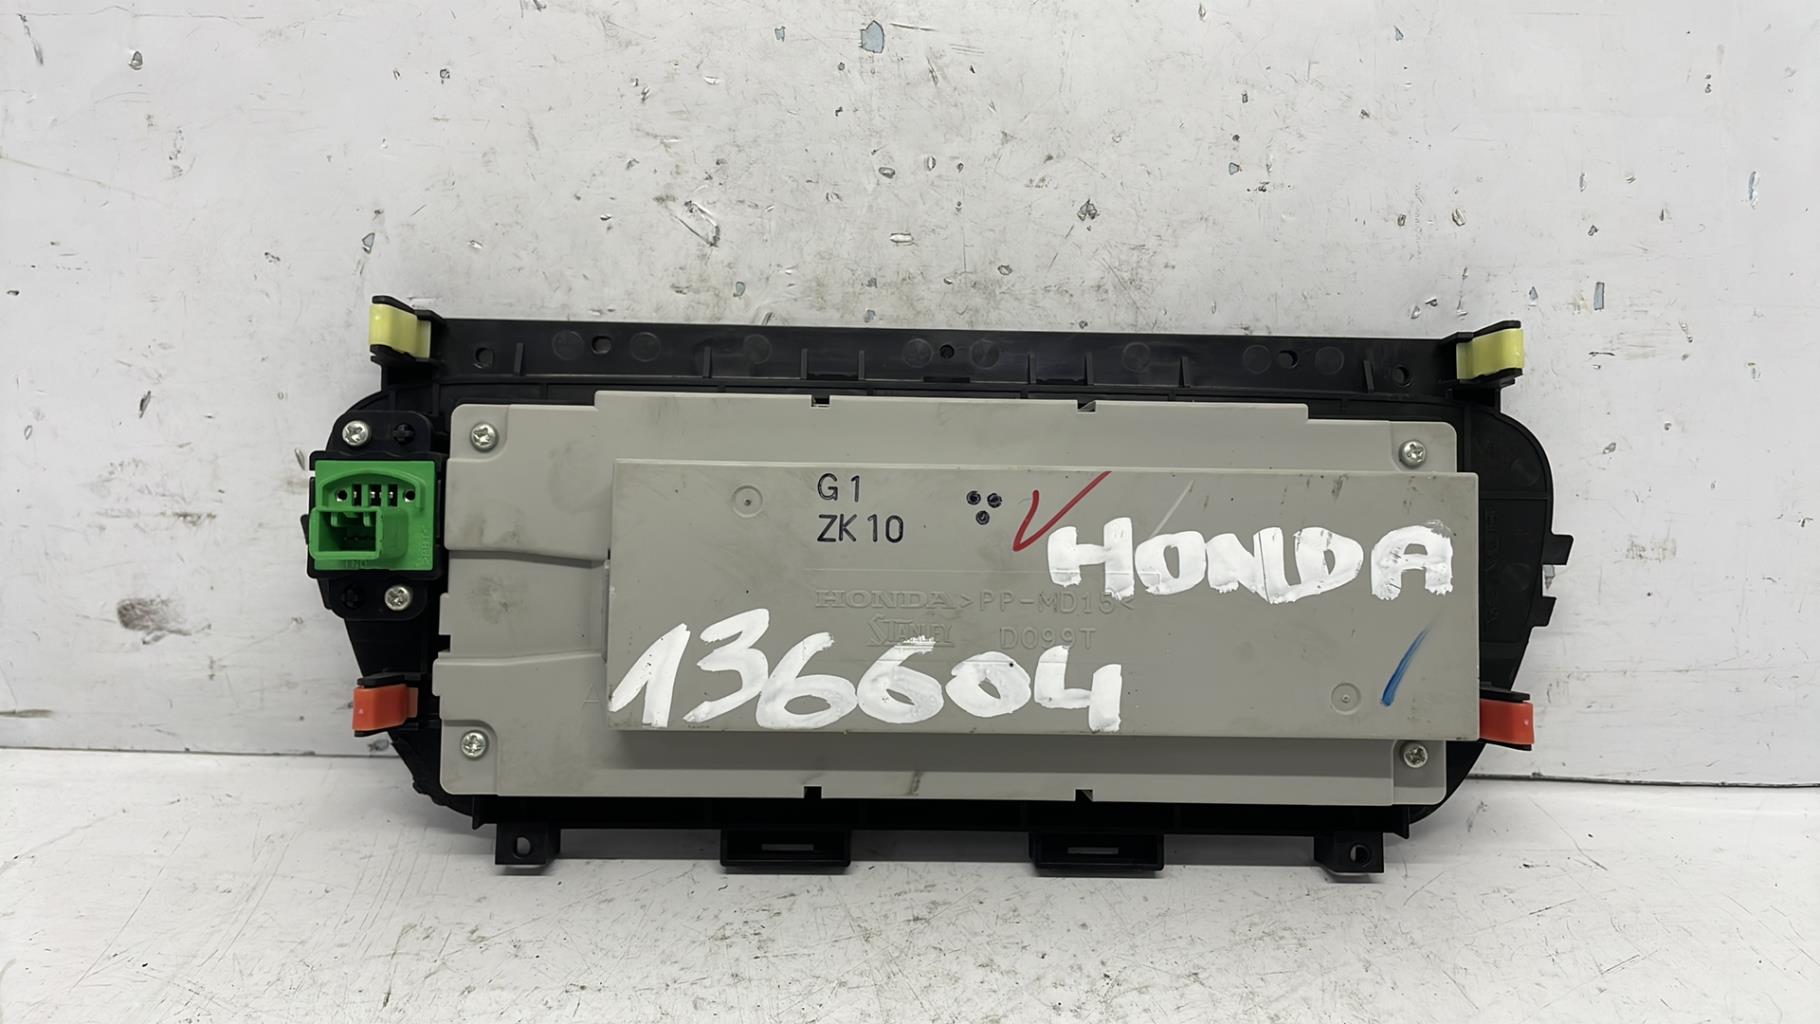 G1
ZK10
HONDA
HONDA >PP-MD15<
STANLEY D099T
136604